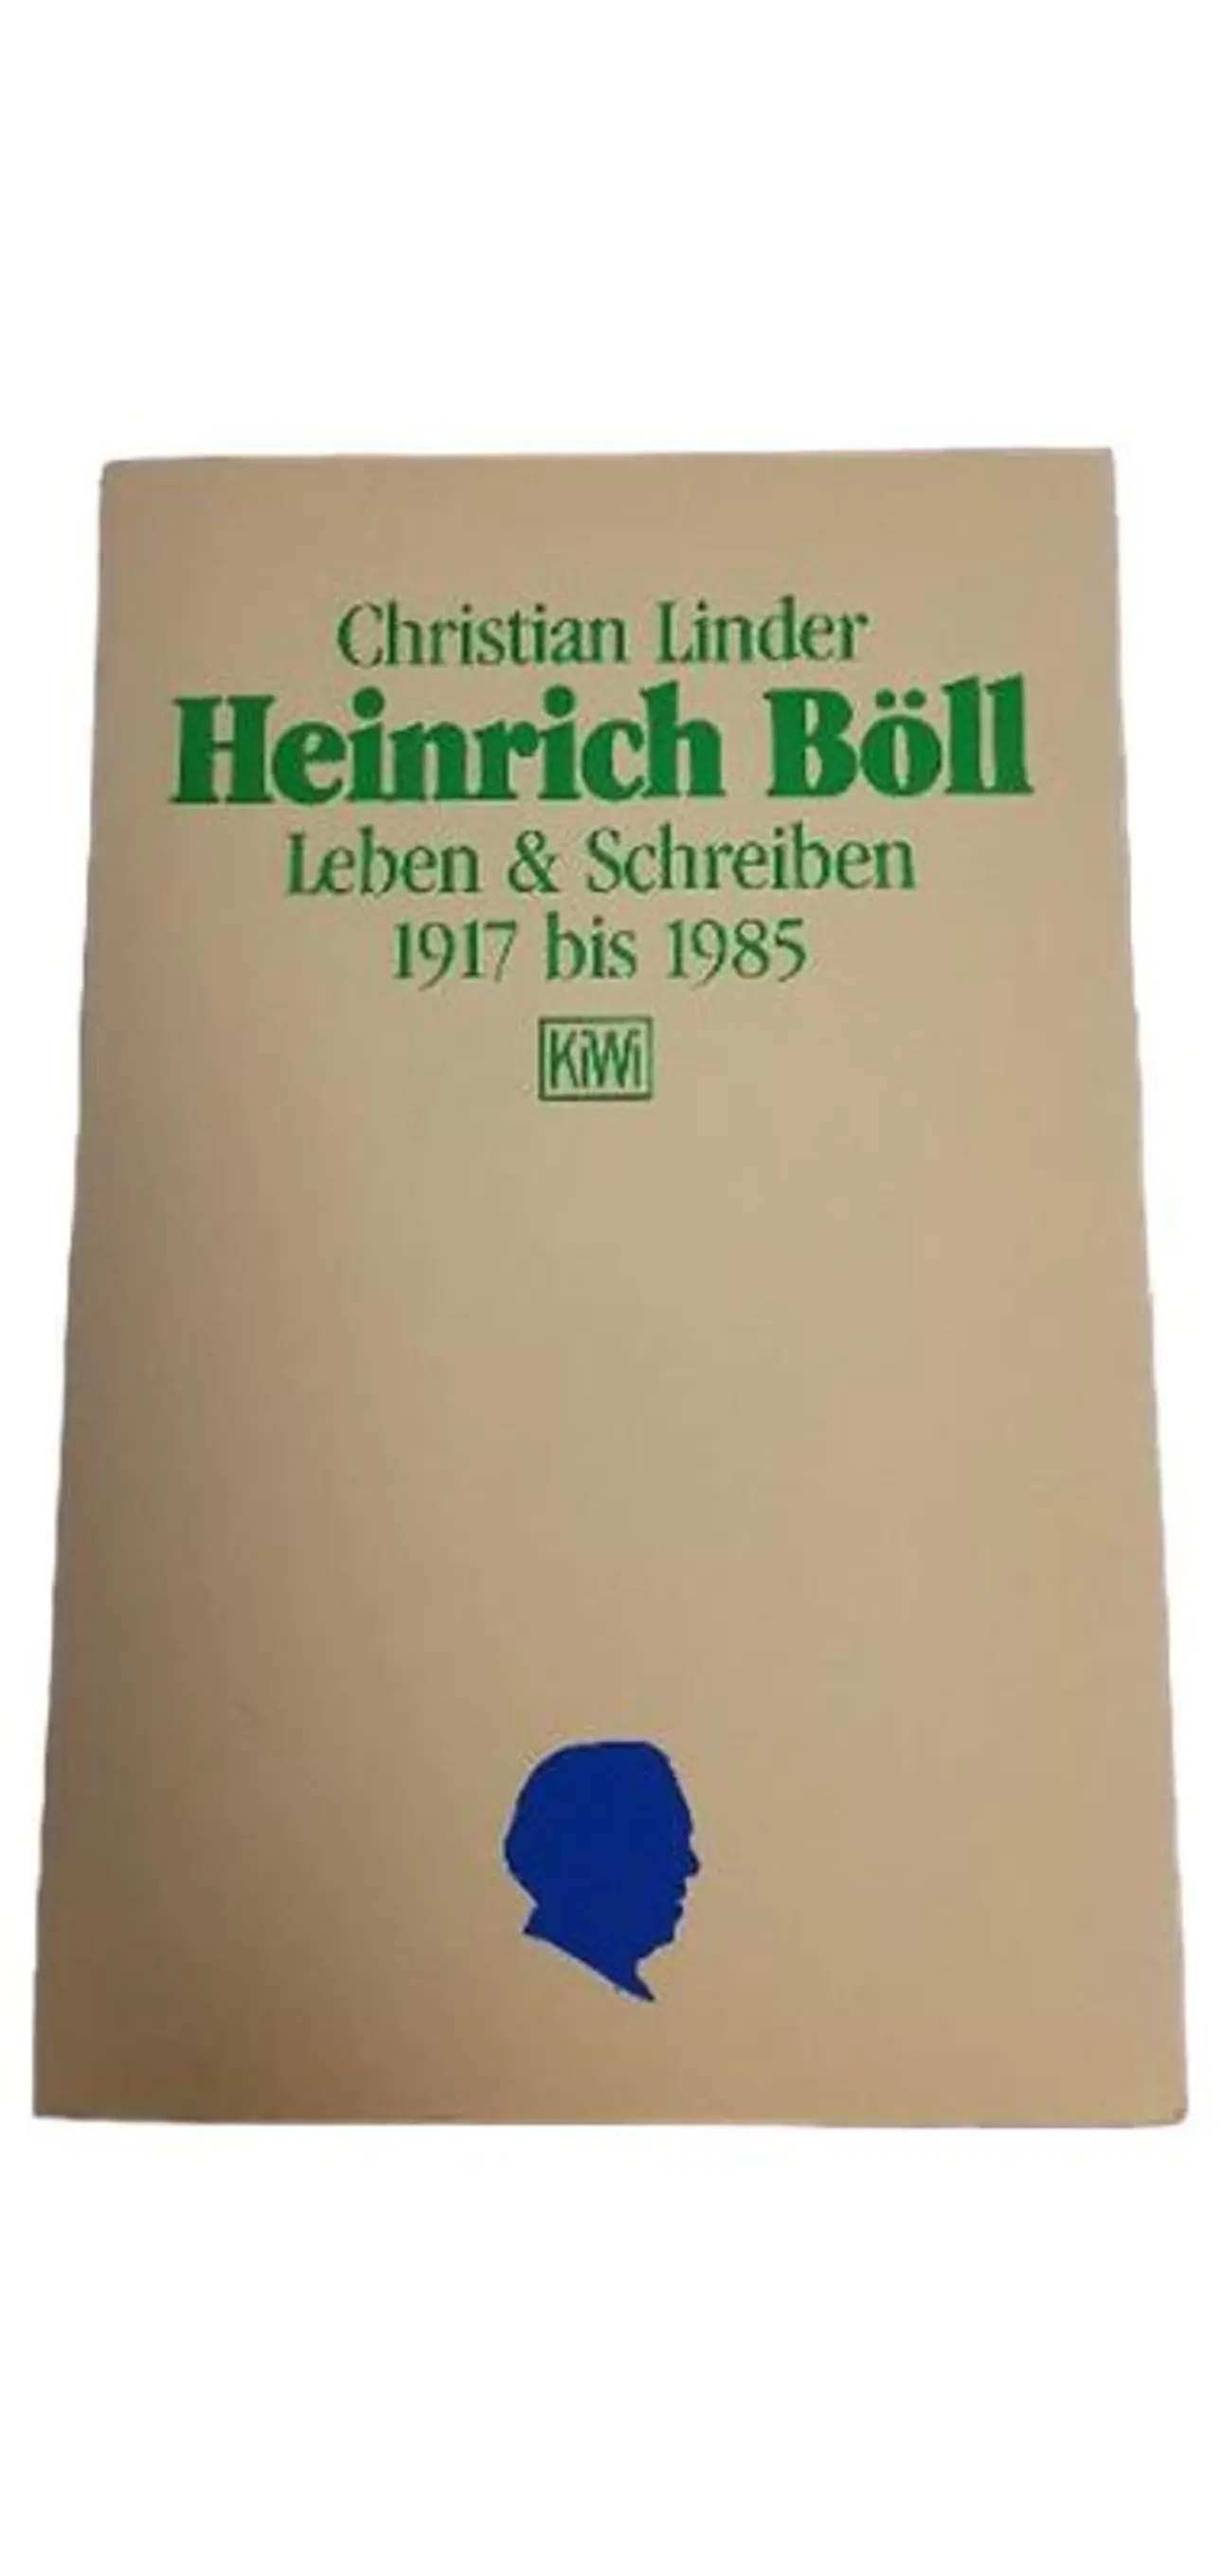 Christian Linder
Heinrich Böll
Leben & Schreiben
1917 bis 1985
KiWi